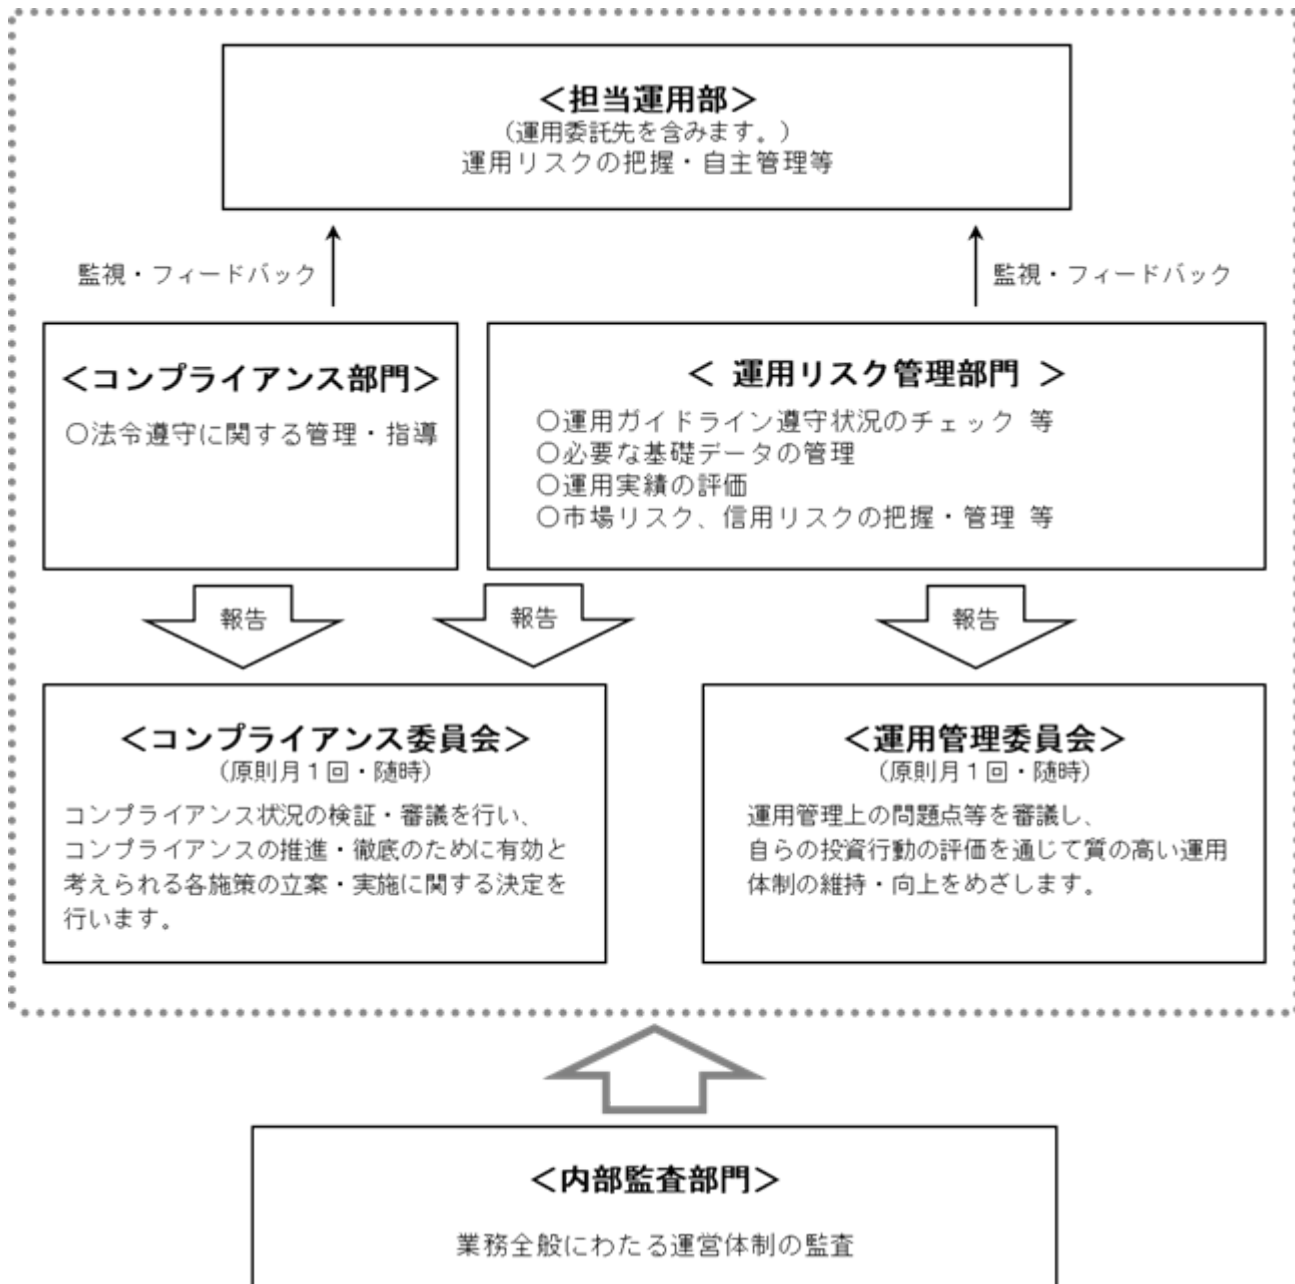 ＜担当運用部＞
（運用委託先を含みます。）
運用リスクの把握・自主管理等
監視・フィードバック
監視・フィードバック
＜コンプライアンス部門＞
○法令遵守に関する管理・指導
＜ 運用リスク管理部門 ＞
○運用ガイドライン遵守状況のチェック 等
○必要な基礎データの管理
○運用実績の評価
○市場リスク、信用リスクの把握・管理 等
報告
報告
報告
＜コンプライアンス委員会＞
（原則月１回・随時）
コンプライアンス状況の検証・審議を行い、
コンプライアンスの推進・徹底のために有効と
考えられる各施策の立案・実施に関する決定を
行います。
＜運用管理委員会＞
（原則月１回・随時）
運用管理上の問題点等を審議し、
自らの投資行動の評価を通じて質の高い運用
体制の維持・向上をめざします。
＜内部監査部門＞
業務全般にわたる運営体制の監査